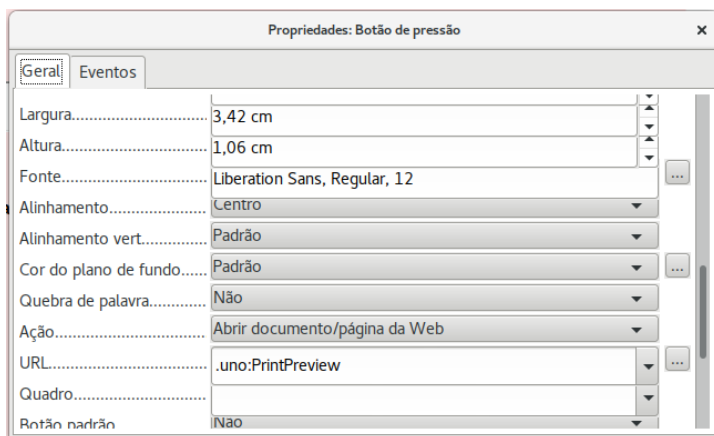 Propriedades: Botão de pressão
Geral Eventos
Largura................................ 3,42 cm
Altura................................... 1,06 cm
Fonte................................... Liberation Sans, Regular, 12 ...
Alinhamento....................... Centro
Alinhamento vert............... Padrão
Cor do plano de fundo...... Padrão ...
Quebra de palavra............. Não
Ação..................................... Abrir documento/página da Web
URL...................................... .uno:PrintPreview ...
Quadro................................
Botão padrão Não